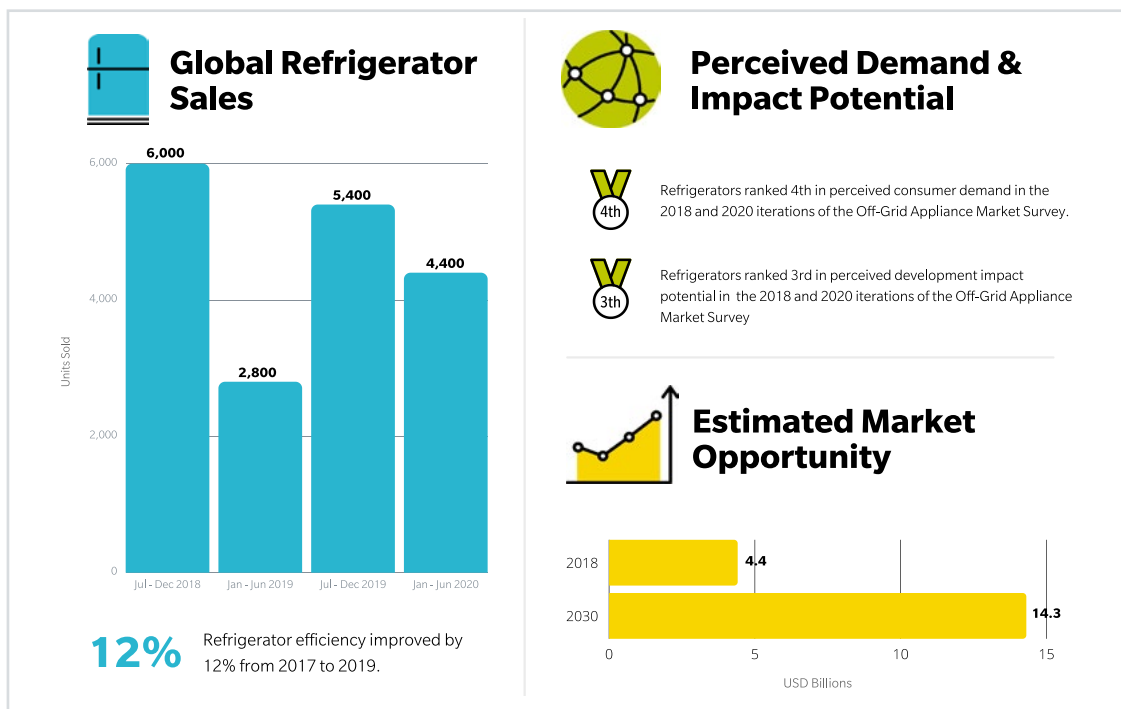 Global Refrigerator
Sales
6,000
6,000
5,400
4,400
4,000
2,800
2,000
0
Units Sold
Jul - Dec 2018
Jan - Jun 2019
Jul - Dec 2019
Jan - Jun 2020
12%
Refrigerator efficiency improved by
12% from 2017 to 2019.
Perceived Demand &
Impact Potential
4th
Refrigerators ranked 4th in perceived consumer demand in the
2018 and 2020 iterations of the Off-Grid Appliance Market Survey.
3th
Refrigerators ranked 3rd in perceived development impact
potential in the 2018 and 2020 iterations of the Off-Grid Appliance
Market Survey
Estimated Market
Opportunity
2018
4.4
2030
14.3
0
5
10
15
USD Billions